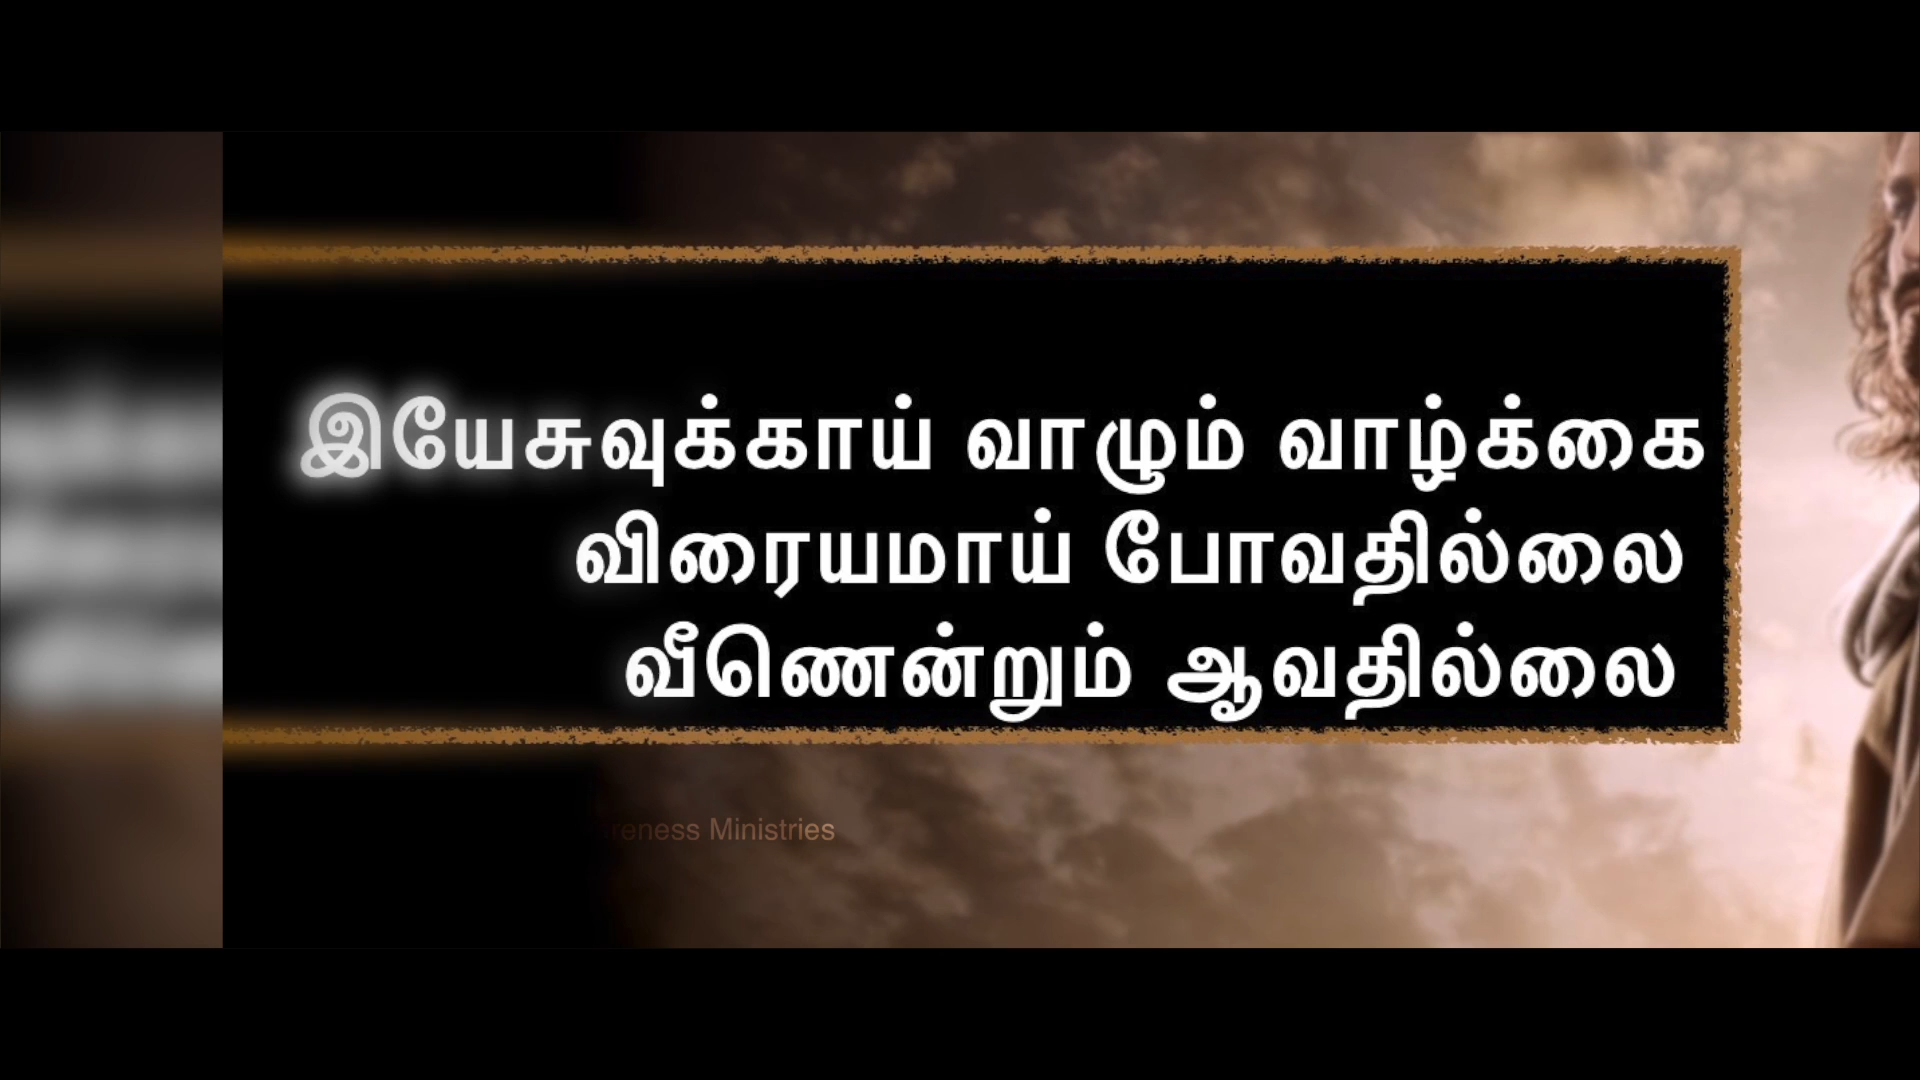 இயேசுவுக்காய் வாழும் வாழ்க்கை
விரையமாய் போவதில்லை
வீணென்றும் ஆவதில்லை
Ministries